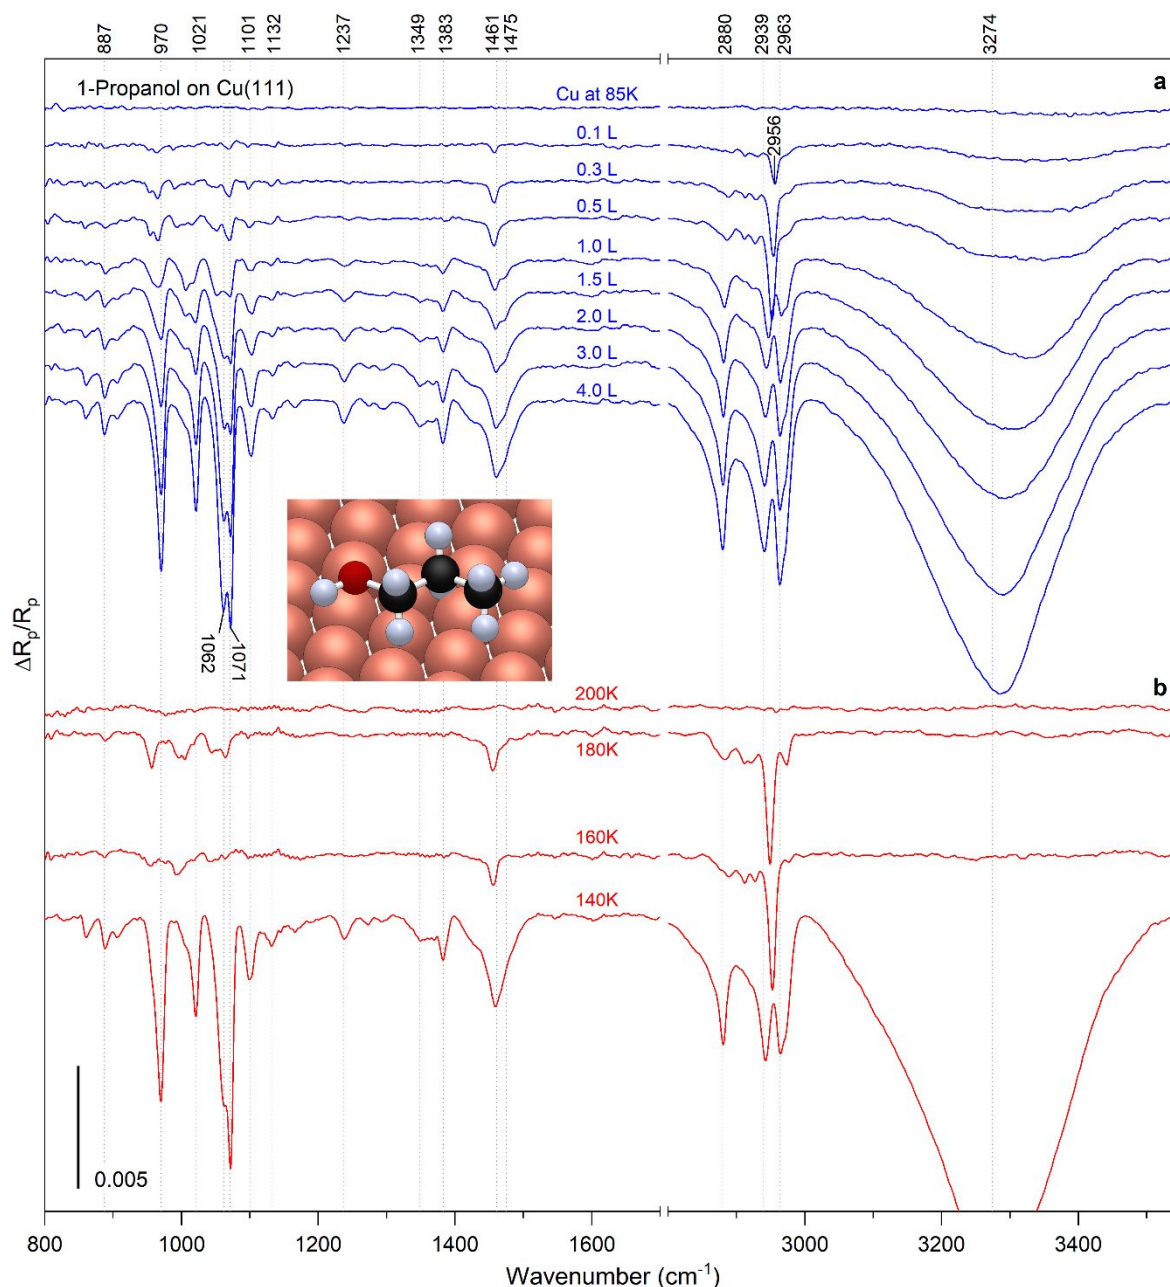 887 970 1021 1101 1132 1237 1349 1383 1461 1475 2880 2939 2963 3274
1-Propanol on Cu(111)
a
Cu at 85K
0.1 L
2956
0.3 L
0.5 L
1.0 L
1.5 L
2.0 L
3.0 L
4.0 L
1062 1071
ΔRp/Rp
b
200K
180K
160K
140K
0.005
800 1000 1200 1400 1600 3000 3200 3400
Wavenumber (cm⁻¹)